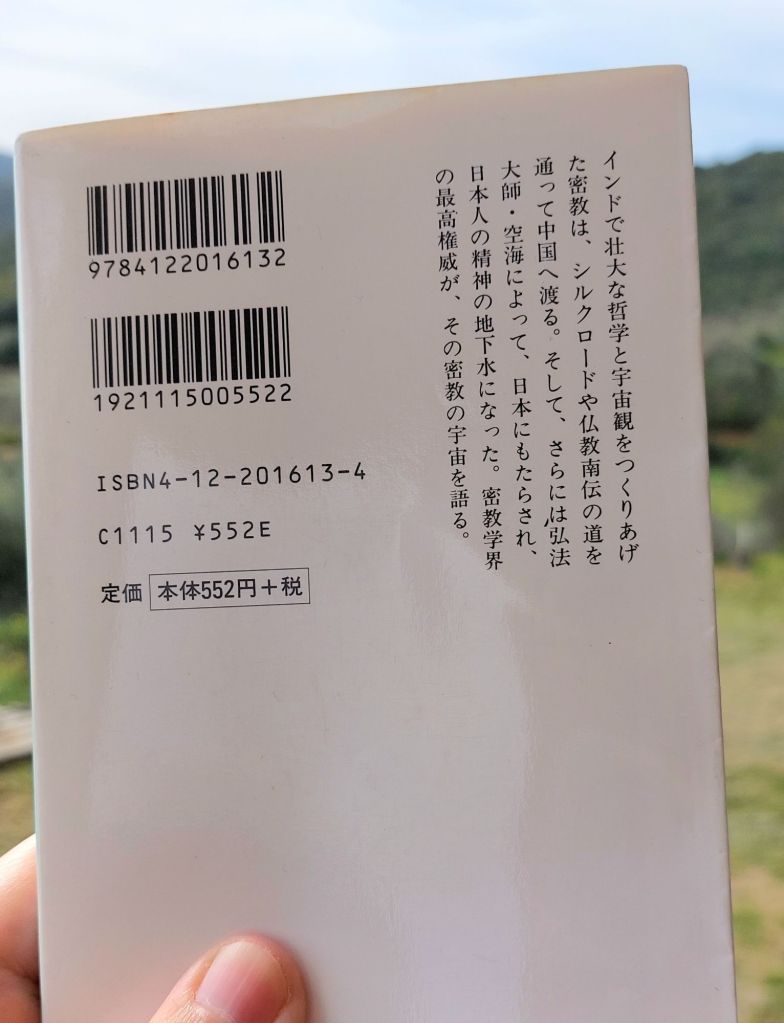 インドで壮大な哲学と宇宙観をつくりあげ
た密教は、シルクロードや仏教南伝の道を
通って中国へ渡る。そして、さらには弘法
大師・空海によって、日本にもたらされ、
日本人の精神の地下水になった。密教学界
の最高権威が、その密教の宇宙を語る。
9784122016132
1921115005522
ISBN4-12-201613-4
C1115 ¥552E
定価 本体552円+税